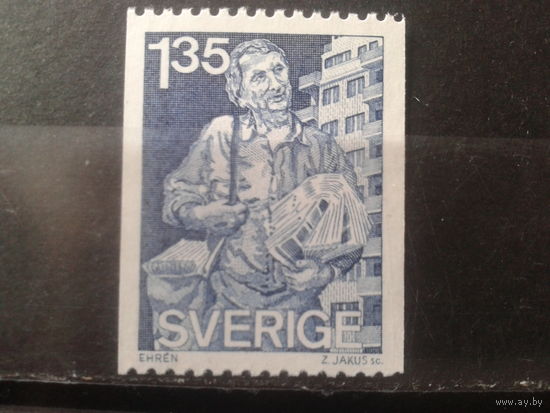 1.35
SVERIGE
EHRÉN Z. JAKUS sc.
www.ay.by